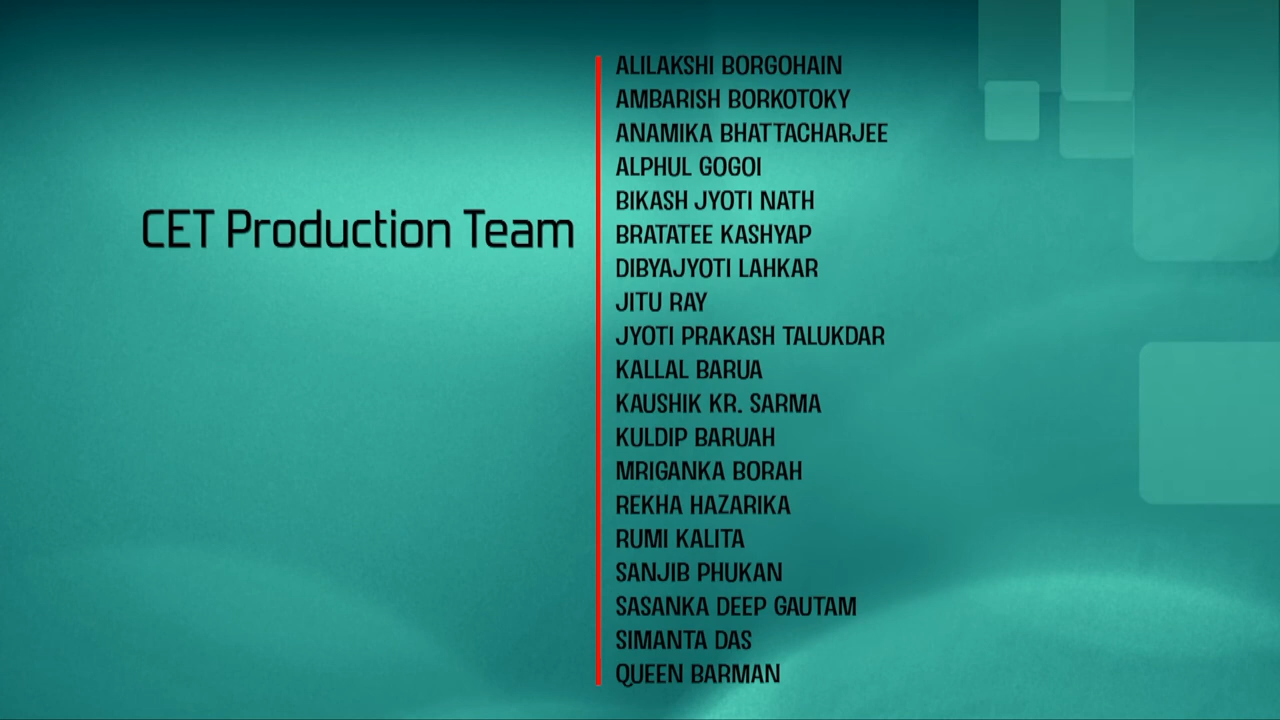 CET Production Team
ALILAKSHI BORGOHAIN
AMBARISH BORKOTOKY
ANAMIKA BHATTACHARJEE
ALPHUL GOGOI
BIKASH JYOTI NATH
BRATATEE KASHYAP
DIBYAJYOTI LAHKAR
JITU RAY
JYOTI PRAKASH TALUKDAR
KALLAL BARUA
KAUSHIK KR. SARMA
KULDIP BARUAH
MRIGANKA BORAH
REKHA HAZARIKA
RUMI KALITA
SANJIB PHUKAN
SASANKA DEEP GAUTAM
SIMANTA DAS
QUEEN BARMAN